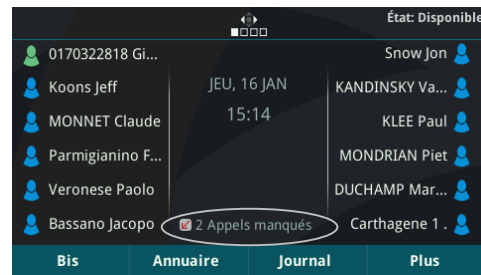 État: Disponible
0170322818 Gi...
Snow Jon
Koons Jeff
JEU, 16 JAN
KANDINSKY Va...
MONNET Claude
15:14
KLEE Paul
Parmigianino F...
MONDRIAN Piet
Veronese Paolo
DUCHAMP Mar...
Bassano Jacopo
2 Appels manqués
Carthagene 1 .
Bis
Annuaire
Journal
Plus